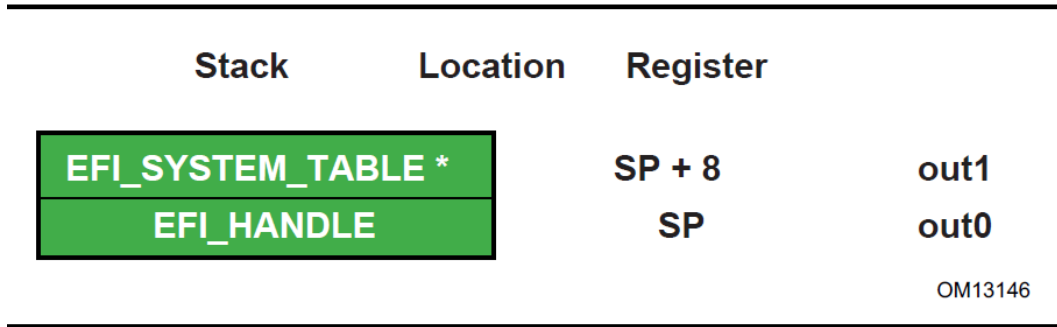 Stack Location Register
EFI_SYSTEM_TABLE * SP + 8 out1
EFI_HANDLE SP out0
OM13146